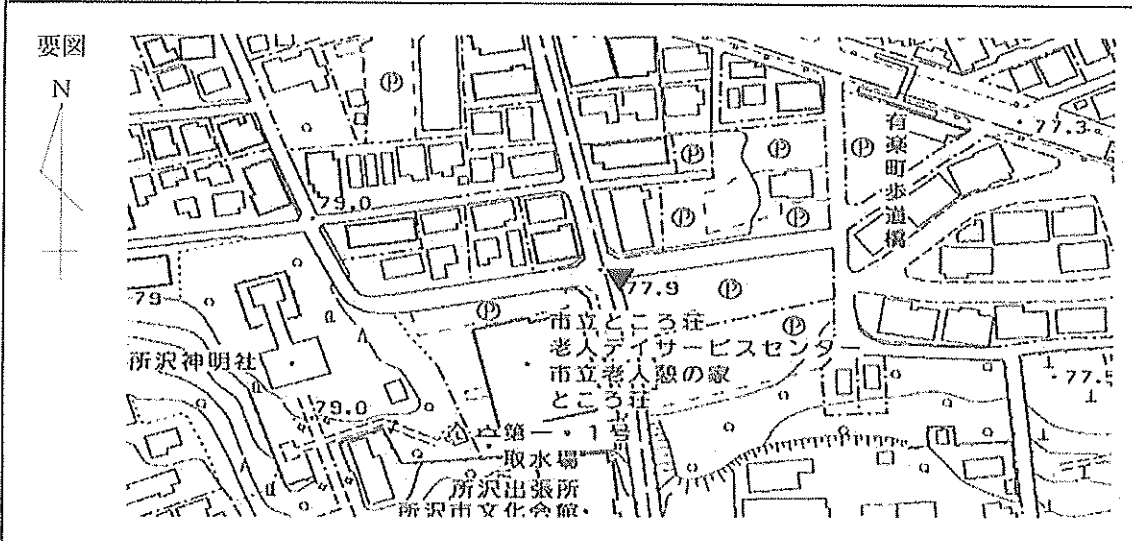 要図
N
Ⓟ
77.3
有楽町歩道橋
Ⓟ
Ⓟ
Ⓟ
79.0
Ⓟ
Ⓟ
79
77.9
Ⓟ
Ⓟ
市立ところ荘
Ⓟ
老人デイサービスセンター
所沢神明社
市立老人憩の家
77.5
ところ荘
79.0
第一・1号
取水場
所沢出張所
所沢市文化会館